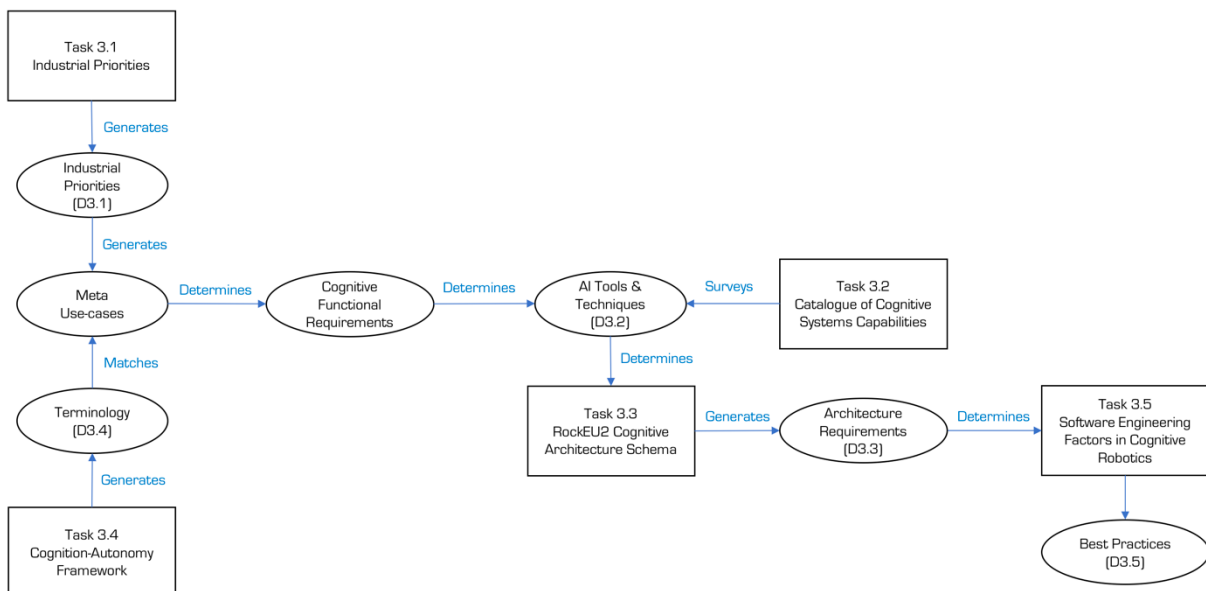 Task 3.1
Industrial Priorities
Generates
Industrial
Priorities
(D3.1)
Generates
Meta
Use-cases
Determines
Cognitive
Functional
Requirements
Determines
AI Tools &
Techniques
(D3.2)
Surveys
Task 3.2
Catalogue of Cognitive
Systems Capabilities
Matches
Determines
Terminology
(D3.4)
Task 3.3
RockEU2 Cognitive
Architecture Schema
Generates
Architecture
Requirements
(D3.3)
Determines
Task 3.5
Software Engineering
Factors in Cognitive
Robotics
Generates
Task 3.4
Cognition-Autonomy
Framework
Best Practices
(D3.5)